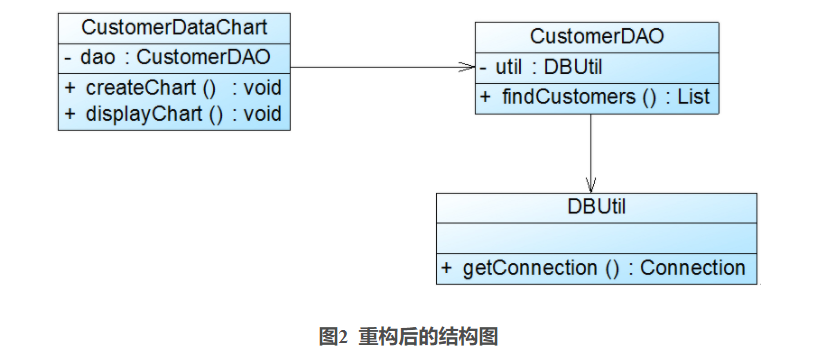 CustomerDataChart
- dao : CustomerDAO
+ createChart () : void
+ displayChart () : void
CustomerDAO
- util : DBUtil
+ findCustomers () : List
DBUtil
+ getConnection () : Connection
图2 重构后的结构图